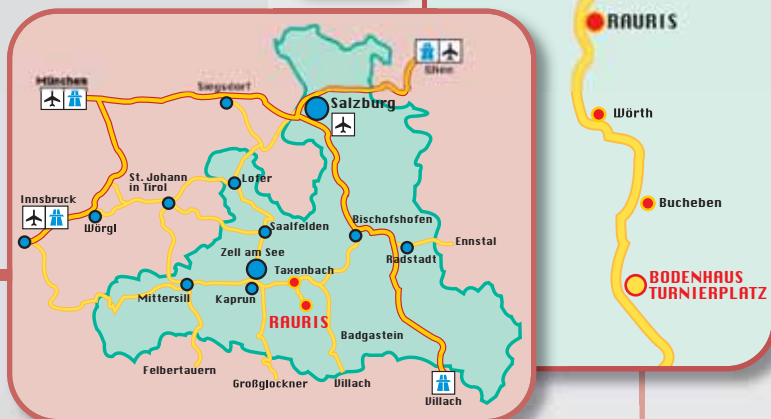 München
Siegsdorf
Wien
Salzburg
St. Johann
in Tirol
Lofer
Innsbruck
Wörgl
Saalfelden
Bischofshofen
Ennstal
Radstadt
Zell am See
Taxenbach
Mittersill
Kaprun
RAURIS
Badgastein
Felbertauern
Großglockner
Villach
Villach
RAURIS
Wörth
Bucheben
BODENHAUS
TURNIERPLATZ